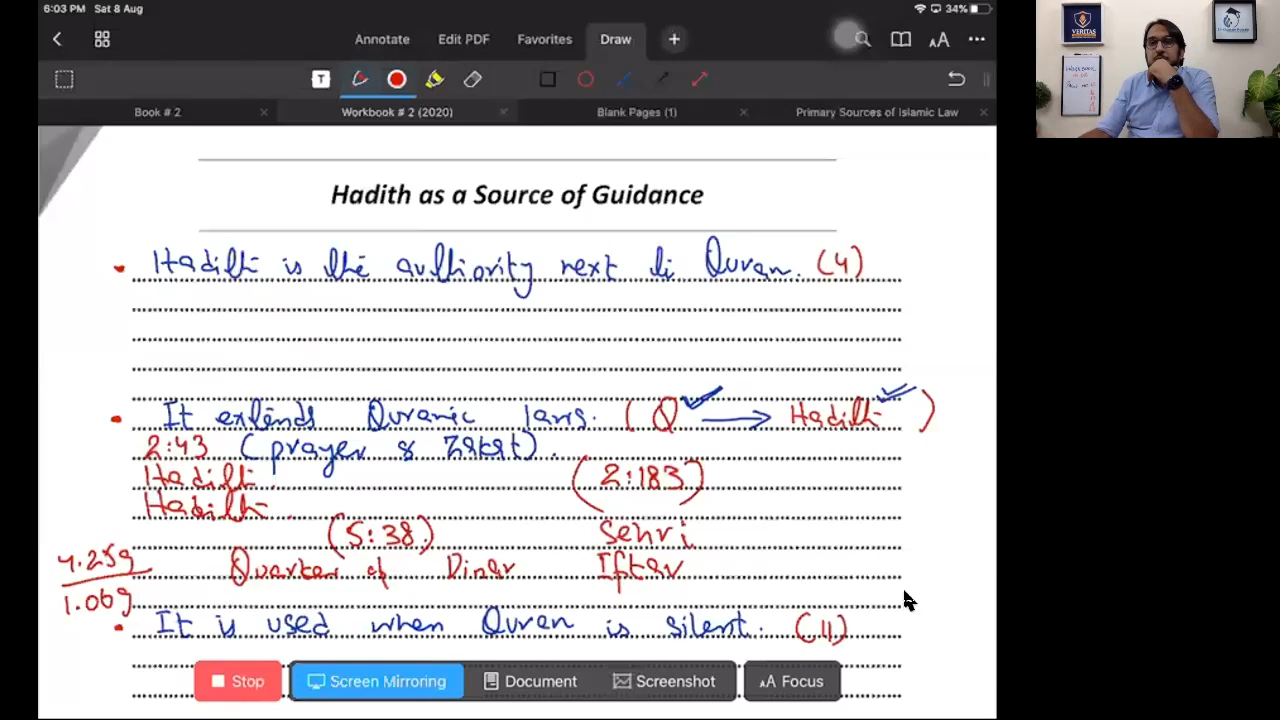 6:03 PM Sat 8 Aug 34%
Annotate Edit PDF Favorites Draw
T
Book # 2 Workbook # 2 (2020) Blank Pages (1) Primary Sources of Islamic Law
VERITAS
Hadith as a Source of Guidance
Hadith is the authority next to Quran. (4)
It extends Quranic laws. (Q → Hadith)
2:43 (prayer & Zakat).
Hadith. (2:183)
Hadith.
(5:38) Sehri
4.25g Quarter of Dinar Iftar
1.06g
It is used when Quran is silent. (11)
Stop Screen Mirroring Document Screenshot AA Focus